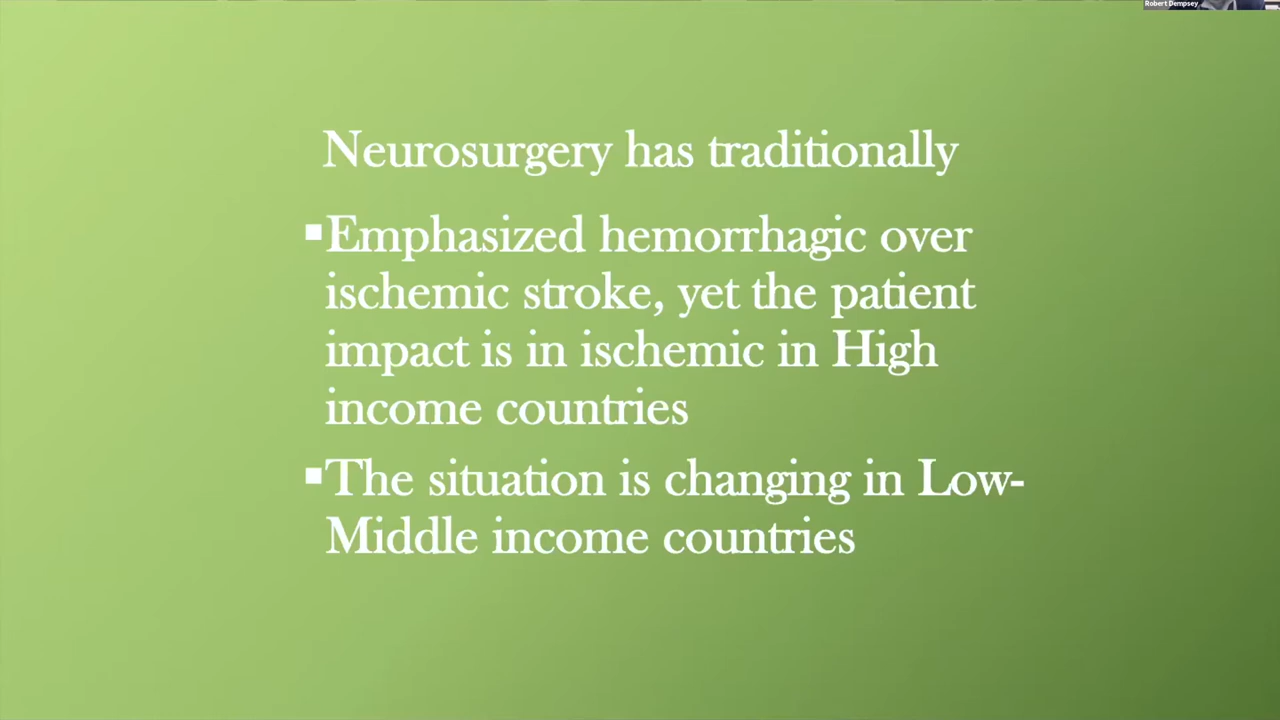 Robert Dempsey
Neurosurgery has traditionally
▪Emphasized hemorrhagic over
ischemic stroke, yet the patient
impact is in ischemic in High
income countries
▪The situation is changing in Low-
Middle income countries